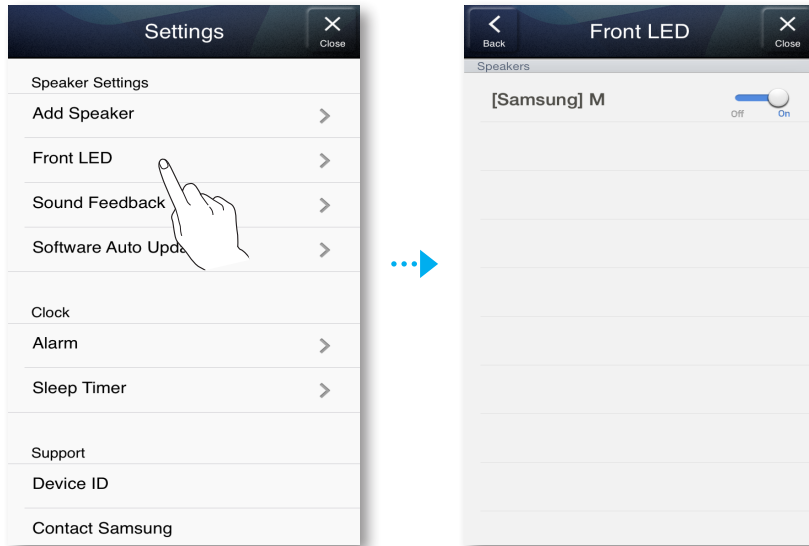 Settings
Close
Speaker Settings
Add Speaker
Front LED
Sound Feedback
Software Auto Upda
Clock
Alarm
Sleep Timer
Support
Device ID
Contact Samsung
Back
Front LED
Close
Speakers
[Samsung] M
Off On